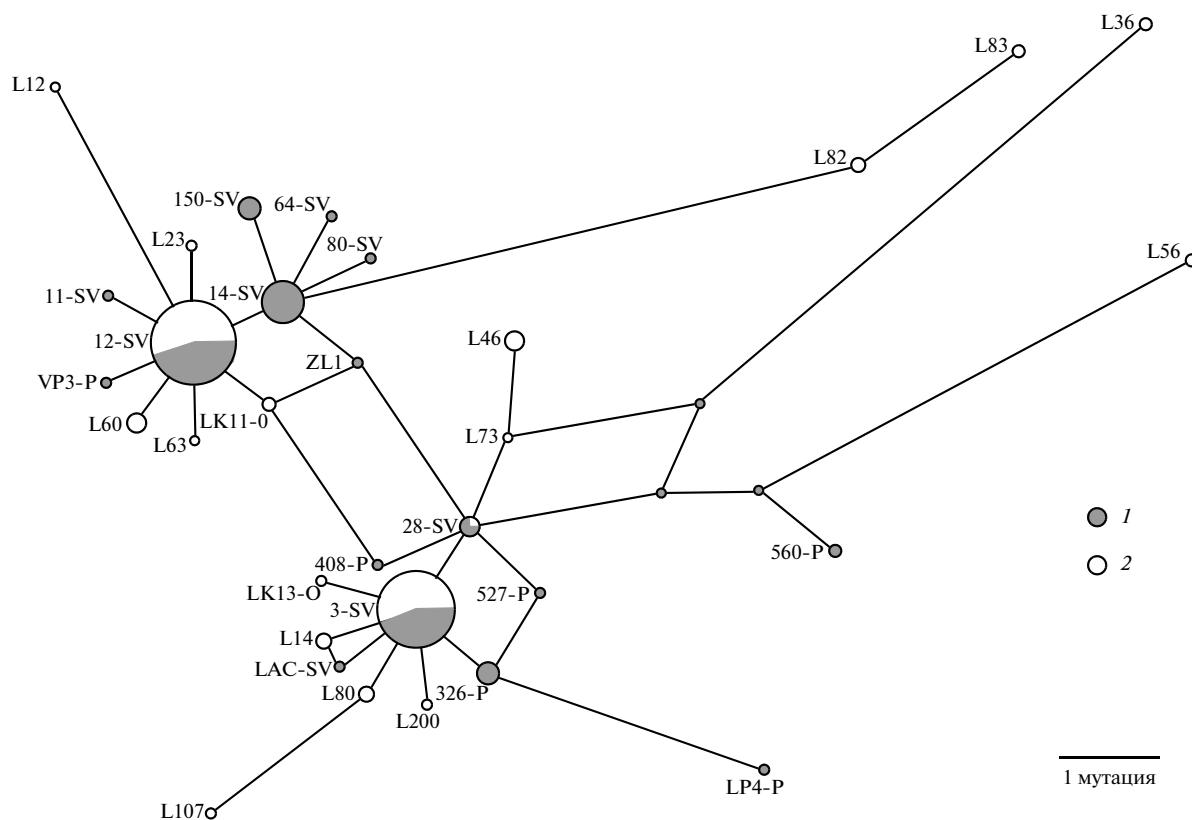 L36
L83
L12
L82
150-SV
64-SV
L23
80-SV
L56
11-SV
14-SV
12-SV
L46
ZL1
VP3-P
L60
LK11-0
L63
L73
1
28-SV
560-P
2
408-P
LK13-O
527-P
3-SV
L14
LAC-SV
L80
326-P
L200
1 мутация
LP4-P
L107